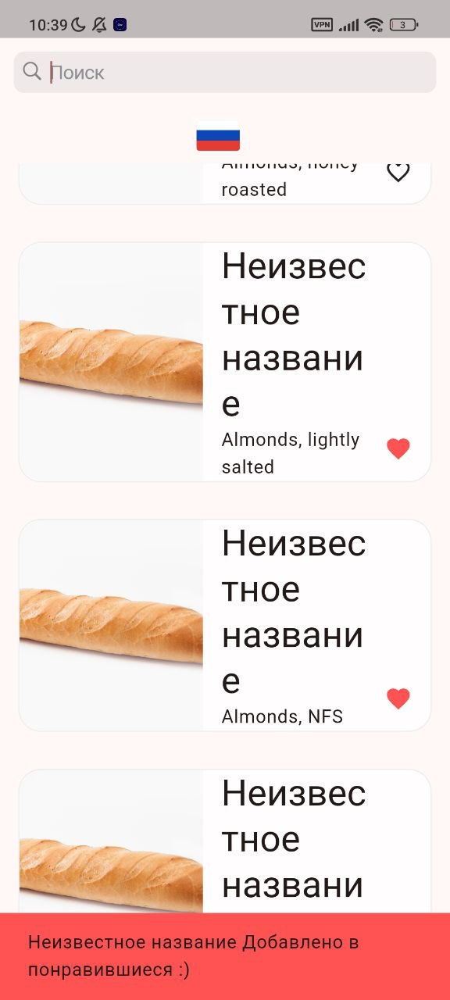 10:39 VPN 3
Поиск
Almonds, honey
roasted
Неизвес
тное
названи
е
Almonds, lightly
salted
Неизвес
тное
названи
е
Almonds, NFS
Неизвес
тное
названи
Неизвестное название Добавлено в
понравившиеся :)